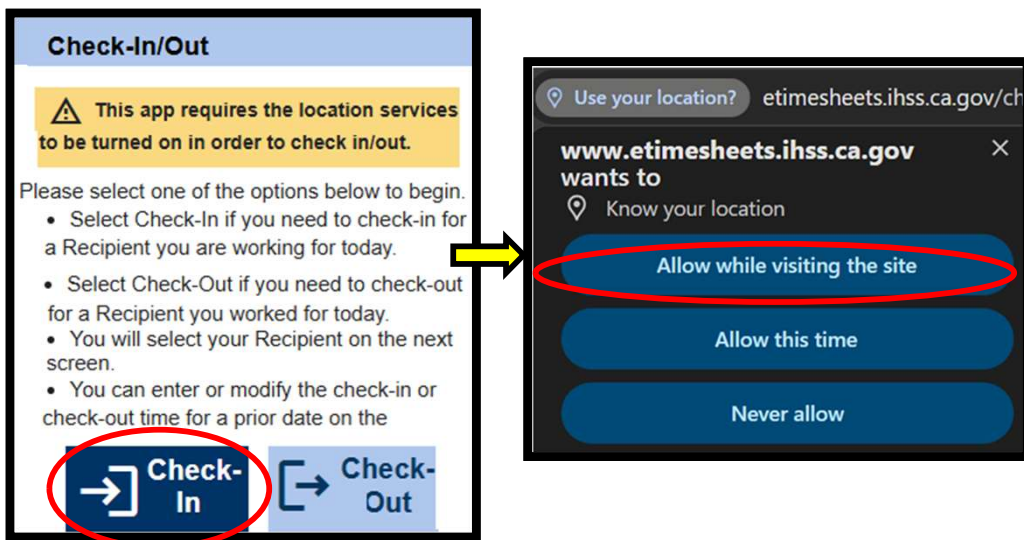 Check-In/Out
This app requires the location services
to be turned on in order to check in/out.
Please select one of the options below to begin.
• Select Check-In if you need to check-in for
a Recipient you are working for today.
• Select Check-Out if you need to check-out
for a Recipient you worked for today.
• You will select your Recipient on the next
screen.
• You can enter or modify the check-in or
check-out time for a prior date on the
Check-
In
Check-
Out
Use your location? etimesheets.ihss.ca.gov/ch
www.etimesheets.ihss.ca.gov
wants to
Know your location
Allow while visiting the site
Allow this time
Never allow